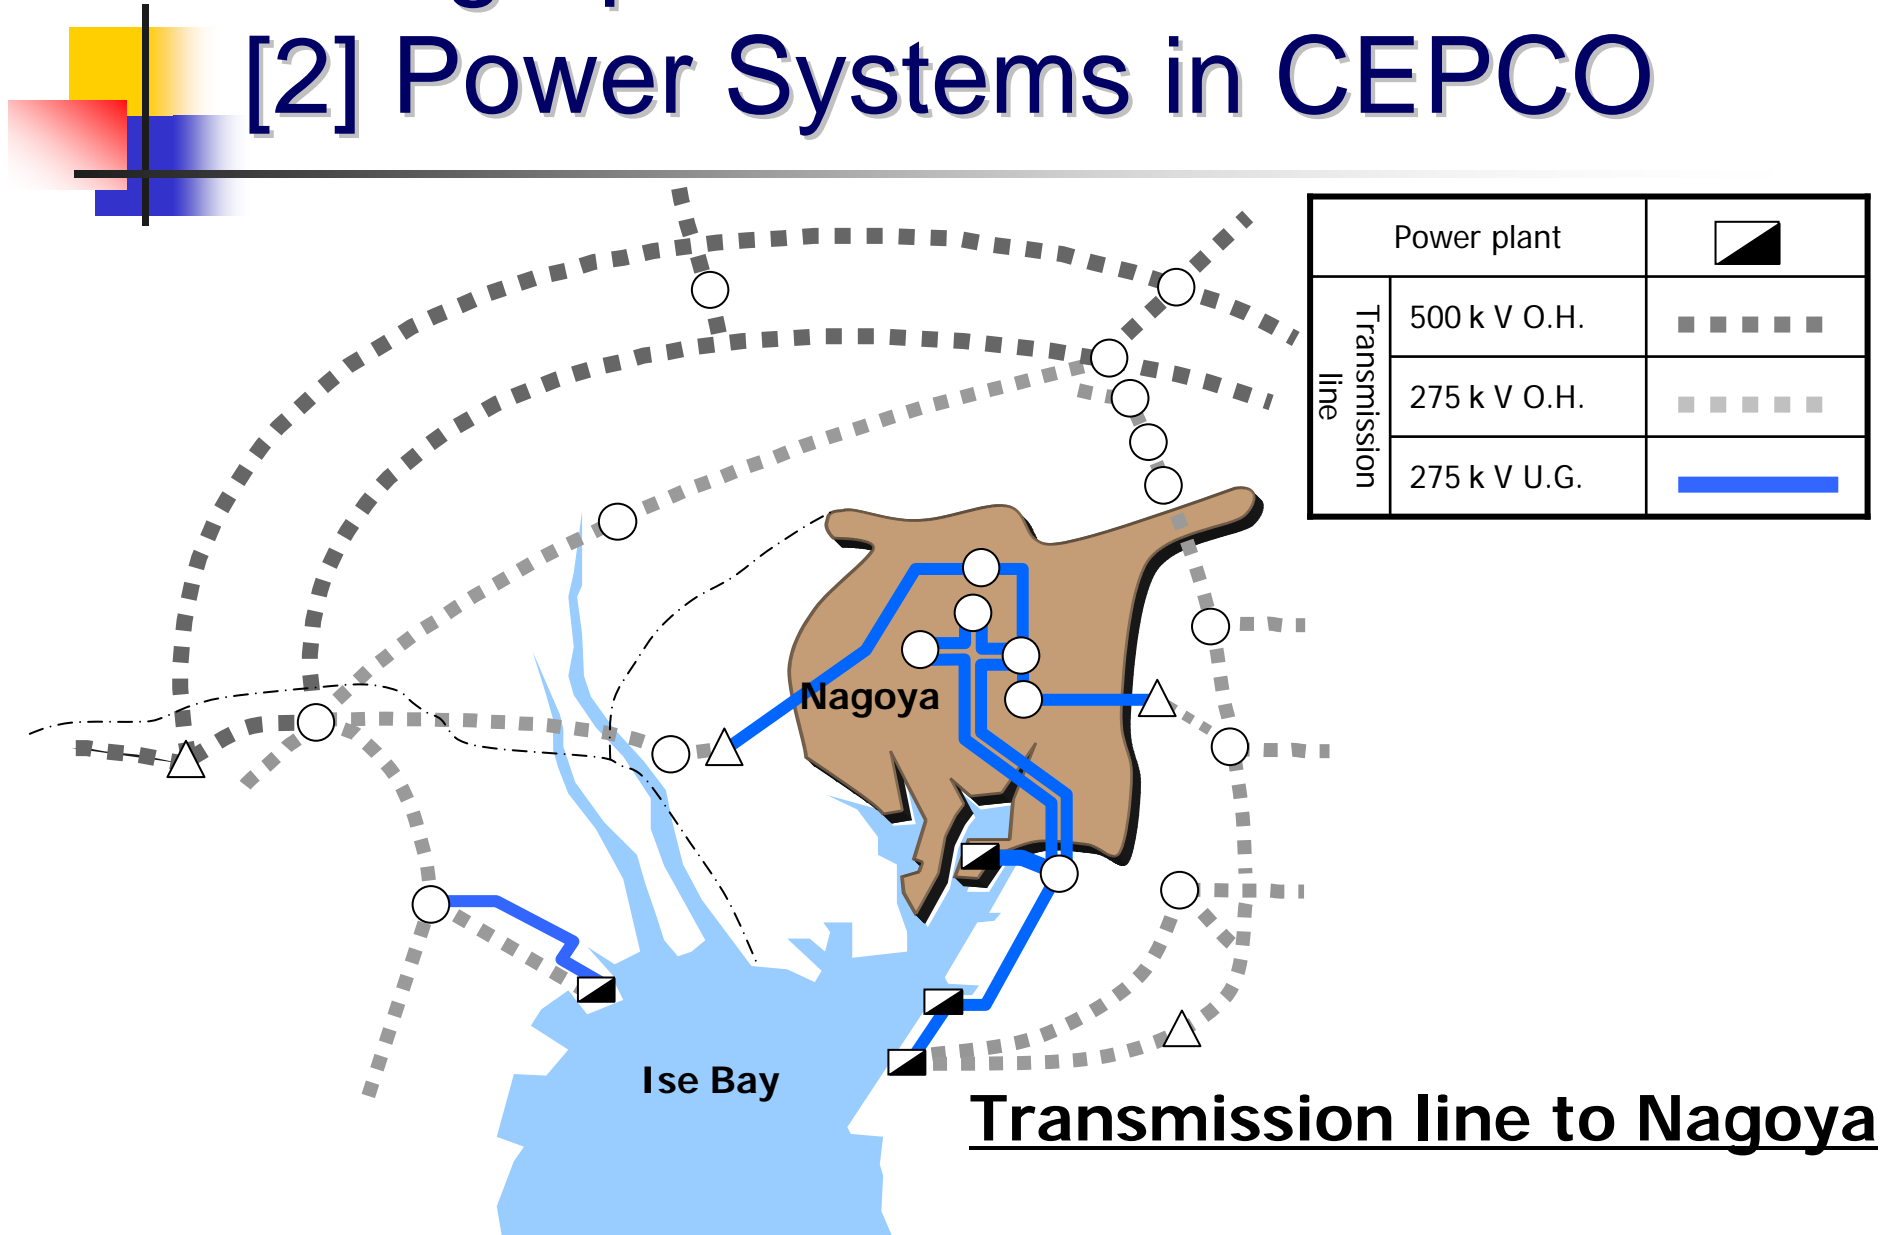 [2] Power Systems in CEPCO
Power plant
Transmission
line
500 k V O.H.
275 k V O.H.
275 k V U.G.
Nagoya
Ise Bay
Transmission line to Nagoya